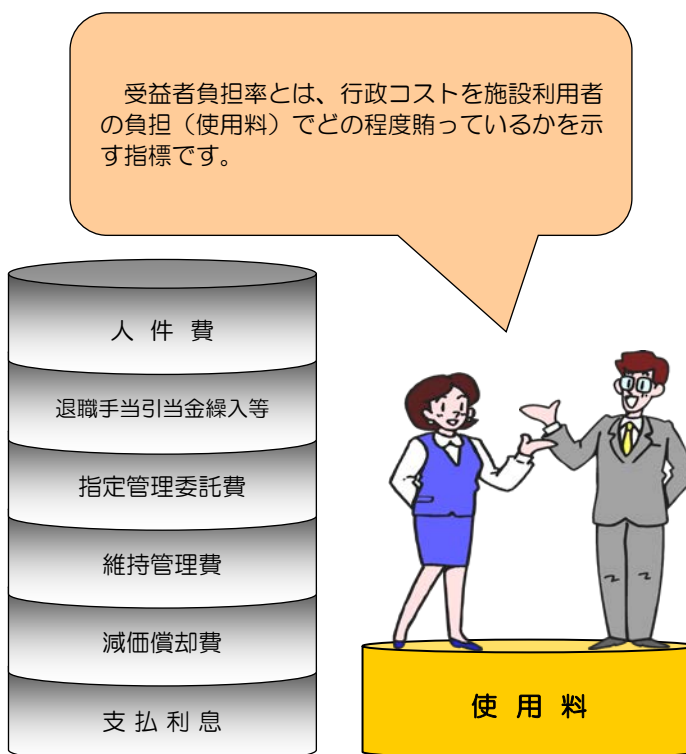 受益者負担率とは、行政コストを施設利用者
の負担（使用料）でどの程度賄っているかを示
す指標です。
人 件 費
退職手当引当金繰入等
指定管理委託費
維持管理費
減価償却費
支 払 利 息
使 用 料